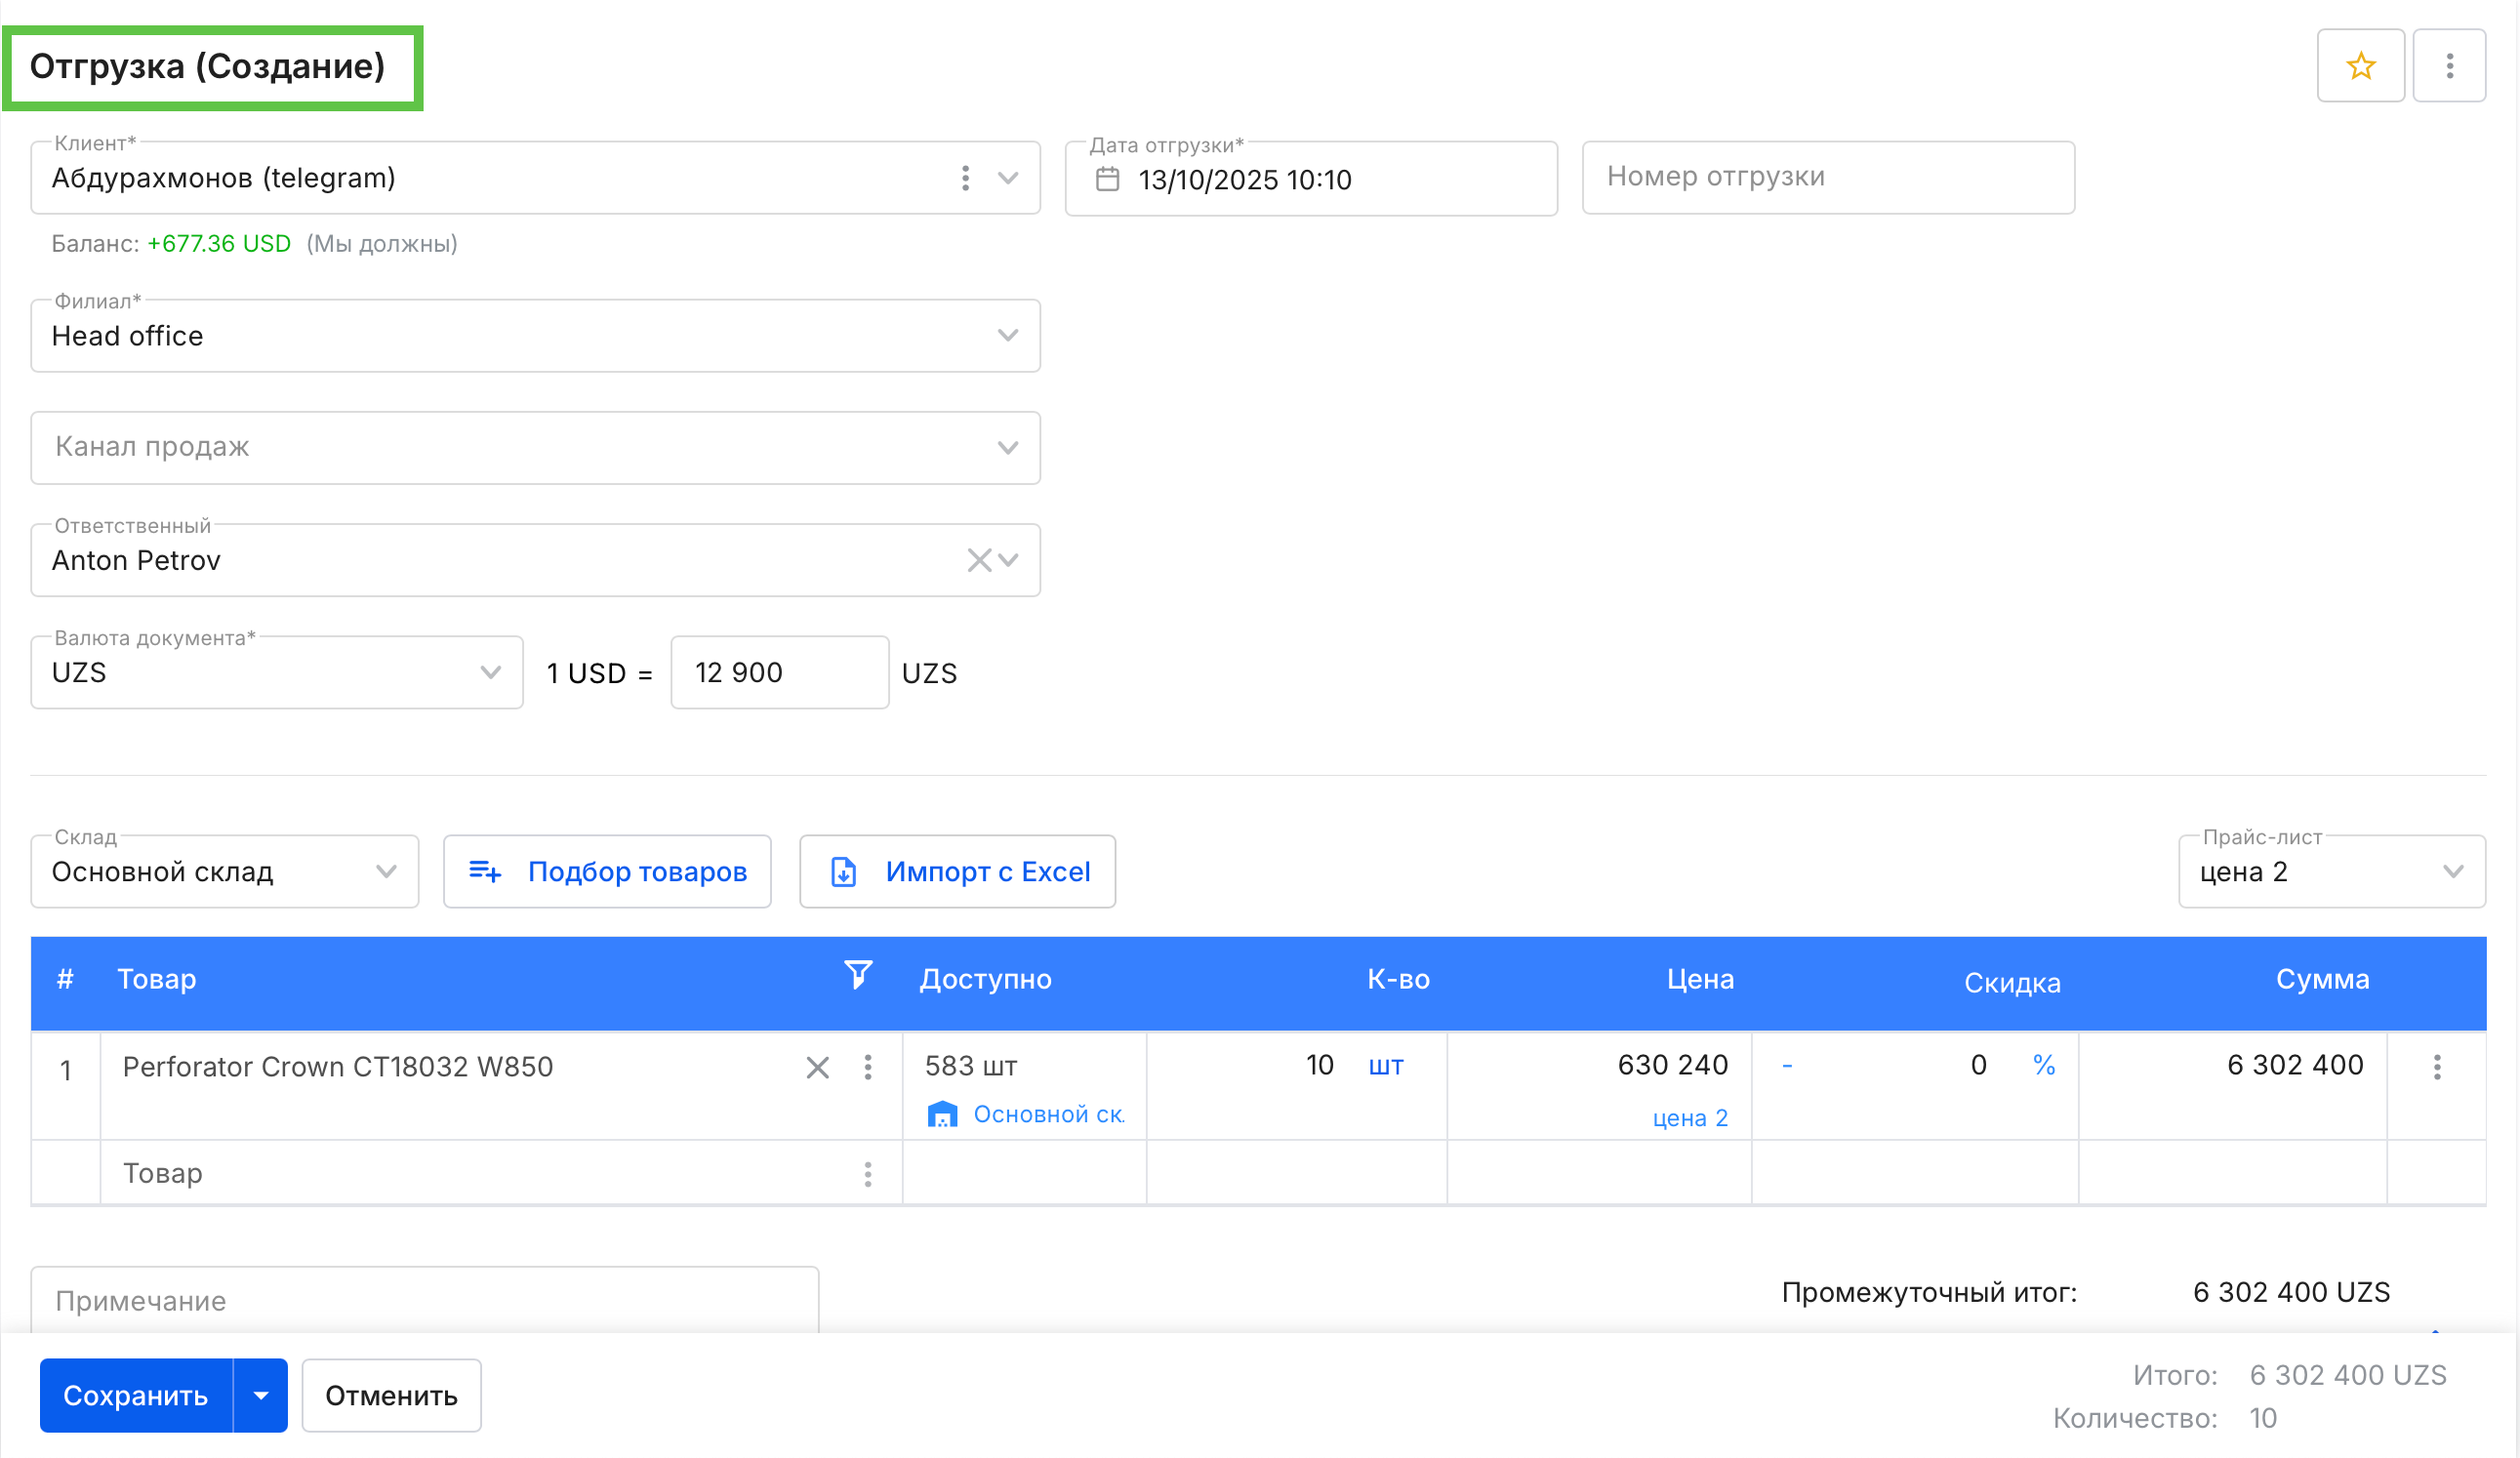 Отгрузка (Создание)
Клиент*
Абдурахмонов (telegram)
Дата отгрузки*
13/10/2025 10:10
Номер отгрузки
Баланс: +677.36 USD (Мы должны)
Филиал*
Head office
Канал продаж
Ответственный
Anton Petrov
Валюта документа*
UZS
1 USD = 12 900 UZS
Склад
Основной склад
Подбор товаров
Импорт с Excel
Прайс-лист
цена 2
# Товар Доступно К-во Цена Скидка Сумма
1 Perforator Crown CT18032 W850 583 шт 10 шт 630 240 - 0 % 6 302 400
Основной ск.
цена 2
Товар
Примечание
Промежуточный итог: 6 302 400 UZS
Сохранить
Отменить
Итого: 6 302 400 UZS
Количество: 10